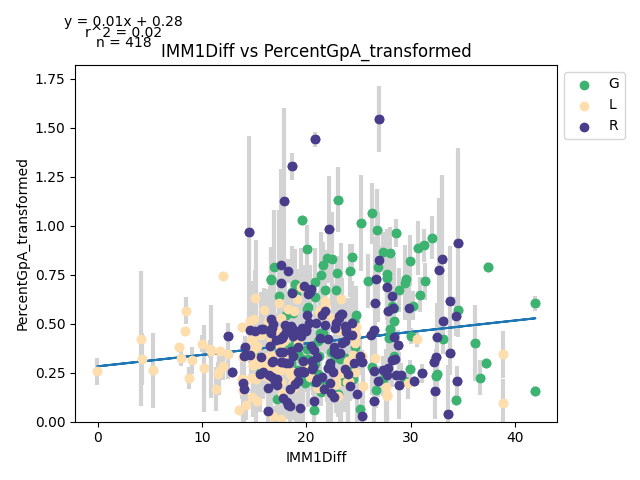 y = 0.01x + 0.28
r^2 = 0.02
n = 418
IMM1Diff vs PercentGpA_transformed
G
L
R
PercentGpA_transformed
1.75
1.50
1.25
1.00
0.75
0.50
0.25
0.00
0
10
20
30
40
IMM1Diff